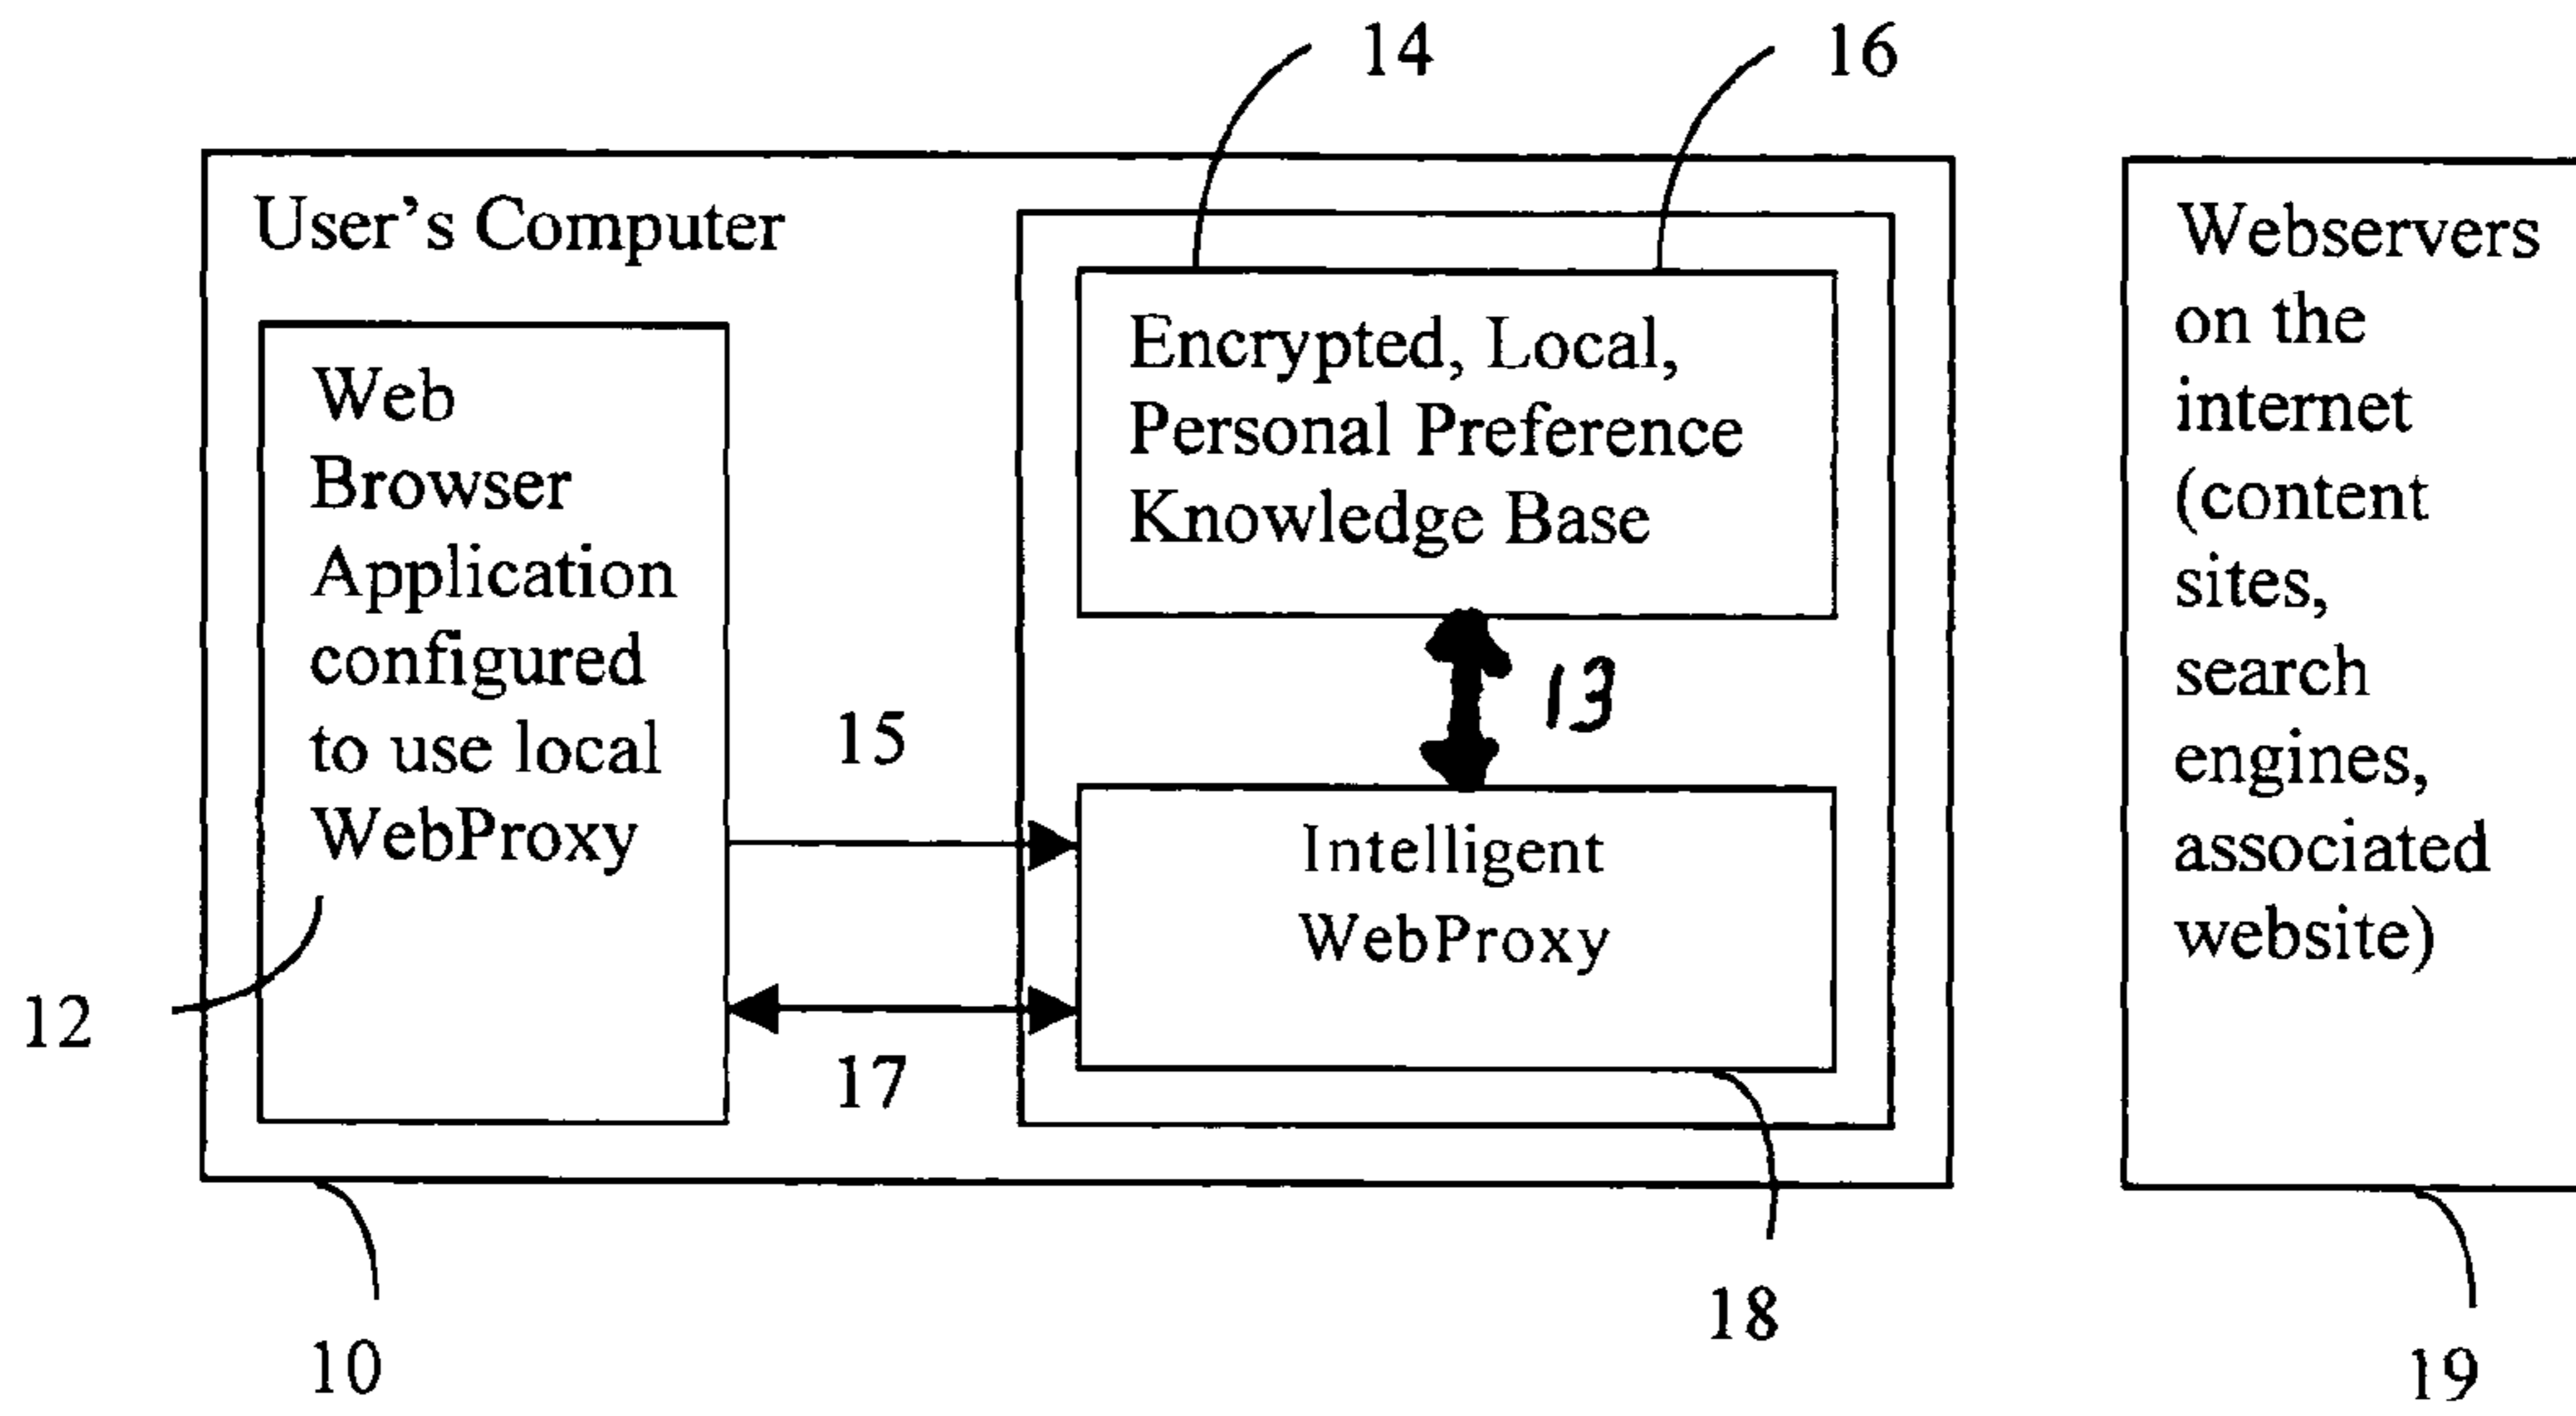 14
16
User's Computer
Web
Browser
Application
configured
to use local
WebProxy
Encrypted, Local,
Personal Preference
Knowledge Base
13
15
Intelligent
WebProxy
17
12
10
18
Webservers
on the
internet
(content
sites,
search
engines,
associated
website)
19